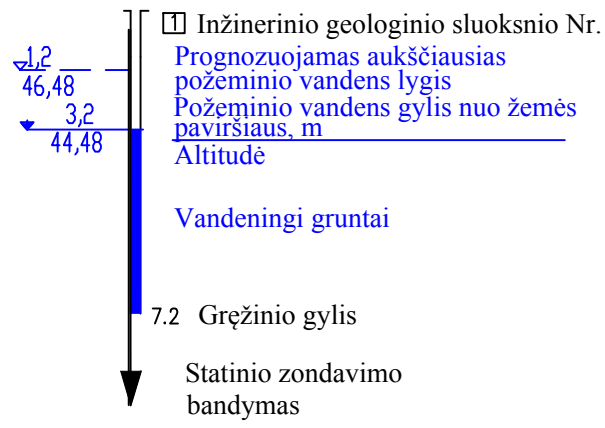 1 Inžinerinio geologinio sluoksnio Nr.
1,2
46,48
Prognozuojamas aukščiausias
požeminio vandens lygis
3,2
44,48
Požeminio vandens gylis nuo žemės
paviršiaus, m
Altitudė
Vandeningi gruntai
7.2 Gręžinio gylis
Statinio zondavimo
bandymas